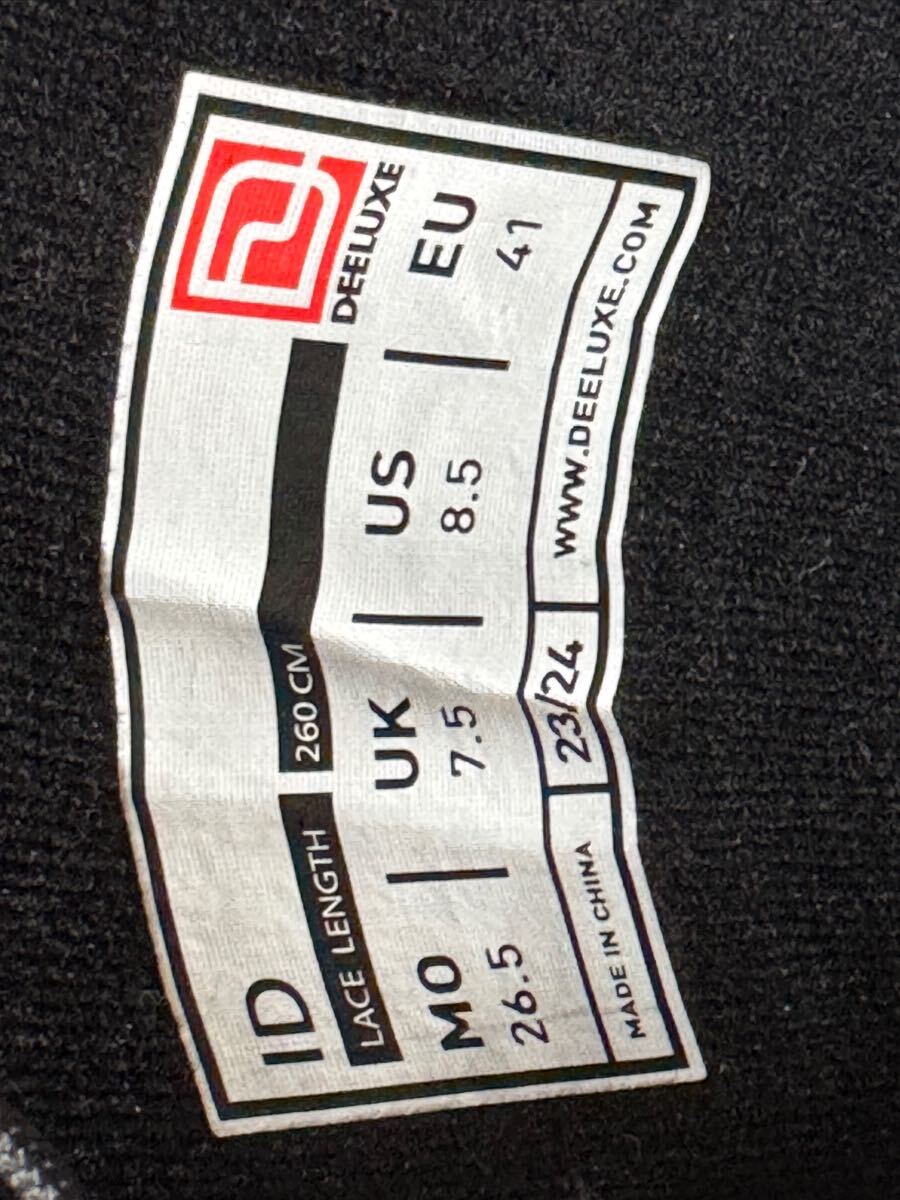 DEELUXE
ID
LACE LENGTH 260 CM
MO | UK | US | EU
26.5 | 7.5 | 8.5 | 41
MADE IN CHINA 23/24 WWW.DEELUXE.COM